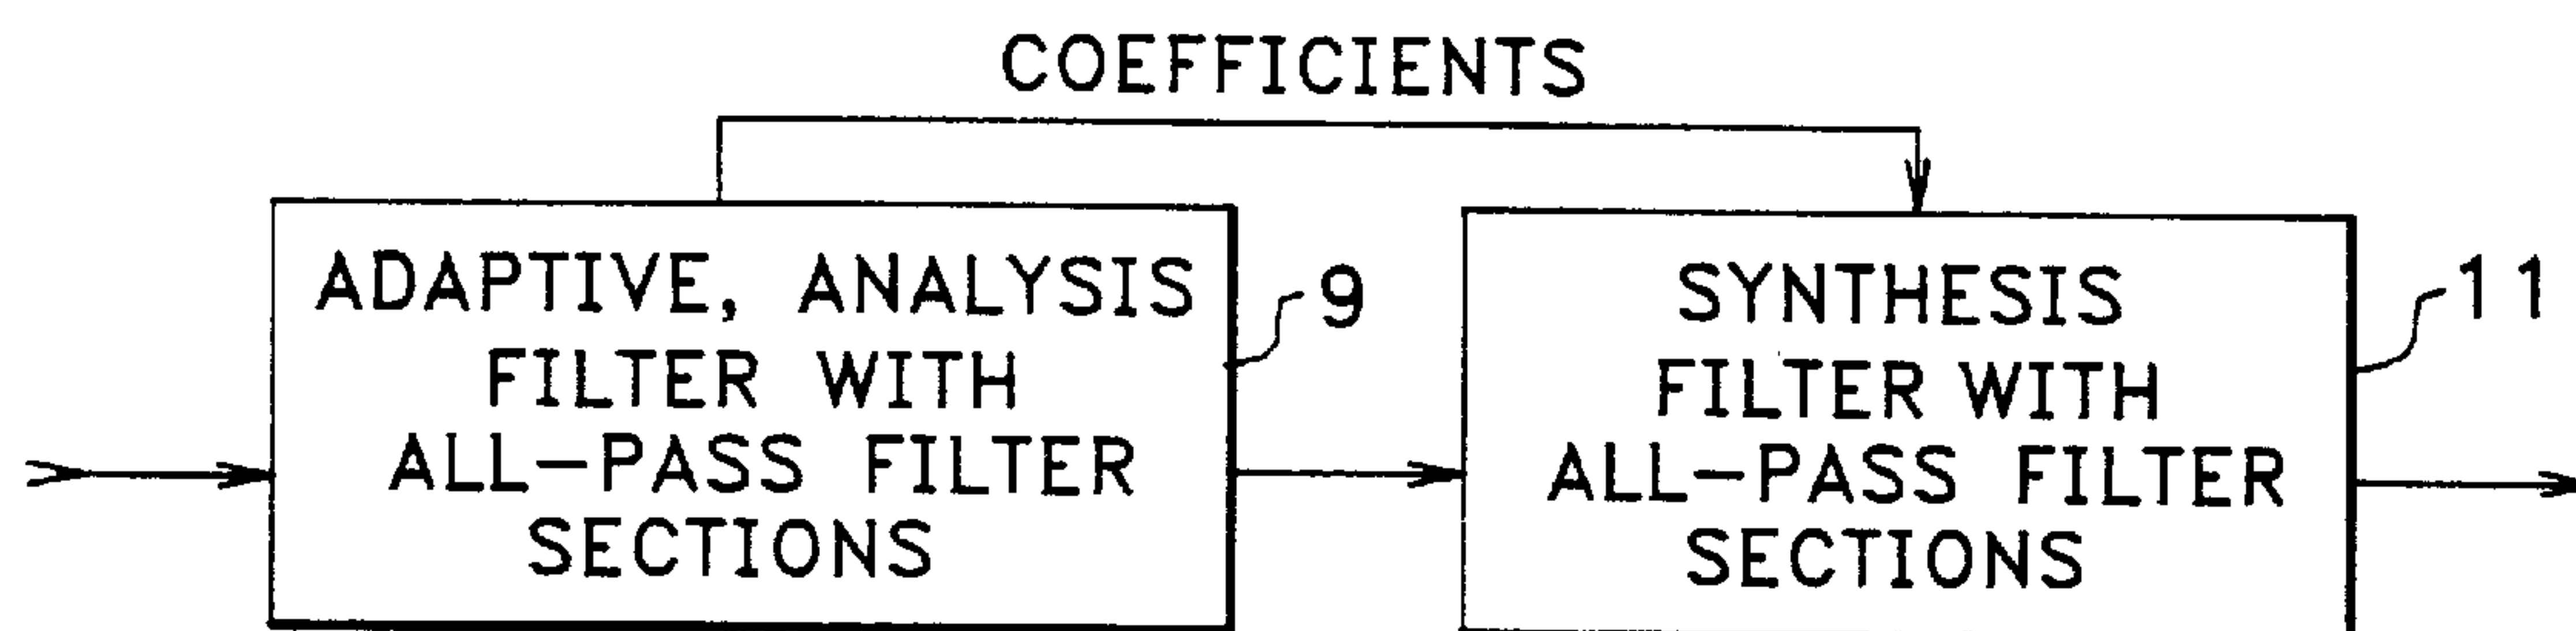 COEFFICIENTS
ADAPTIVE, ANALYSIS
FILTER WITH
ALL-PASS FILTER
SECTIONS
9
SYNTHESIS
FILTER WITH
ALL-PASS FILTER
SECTIONS
11